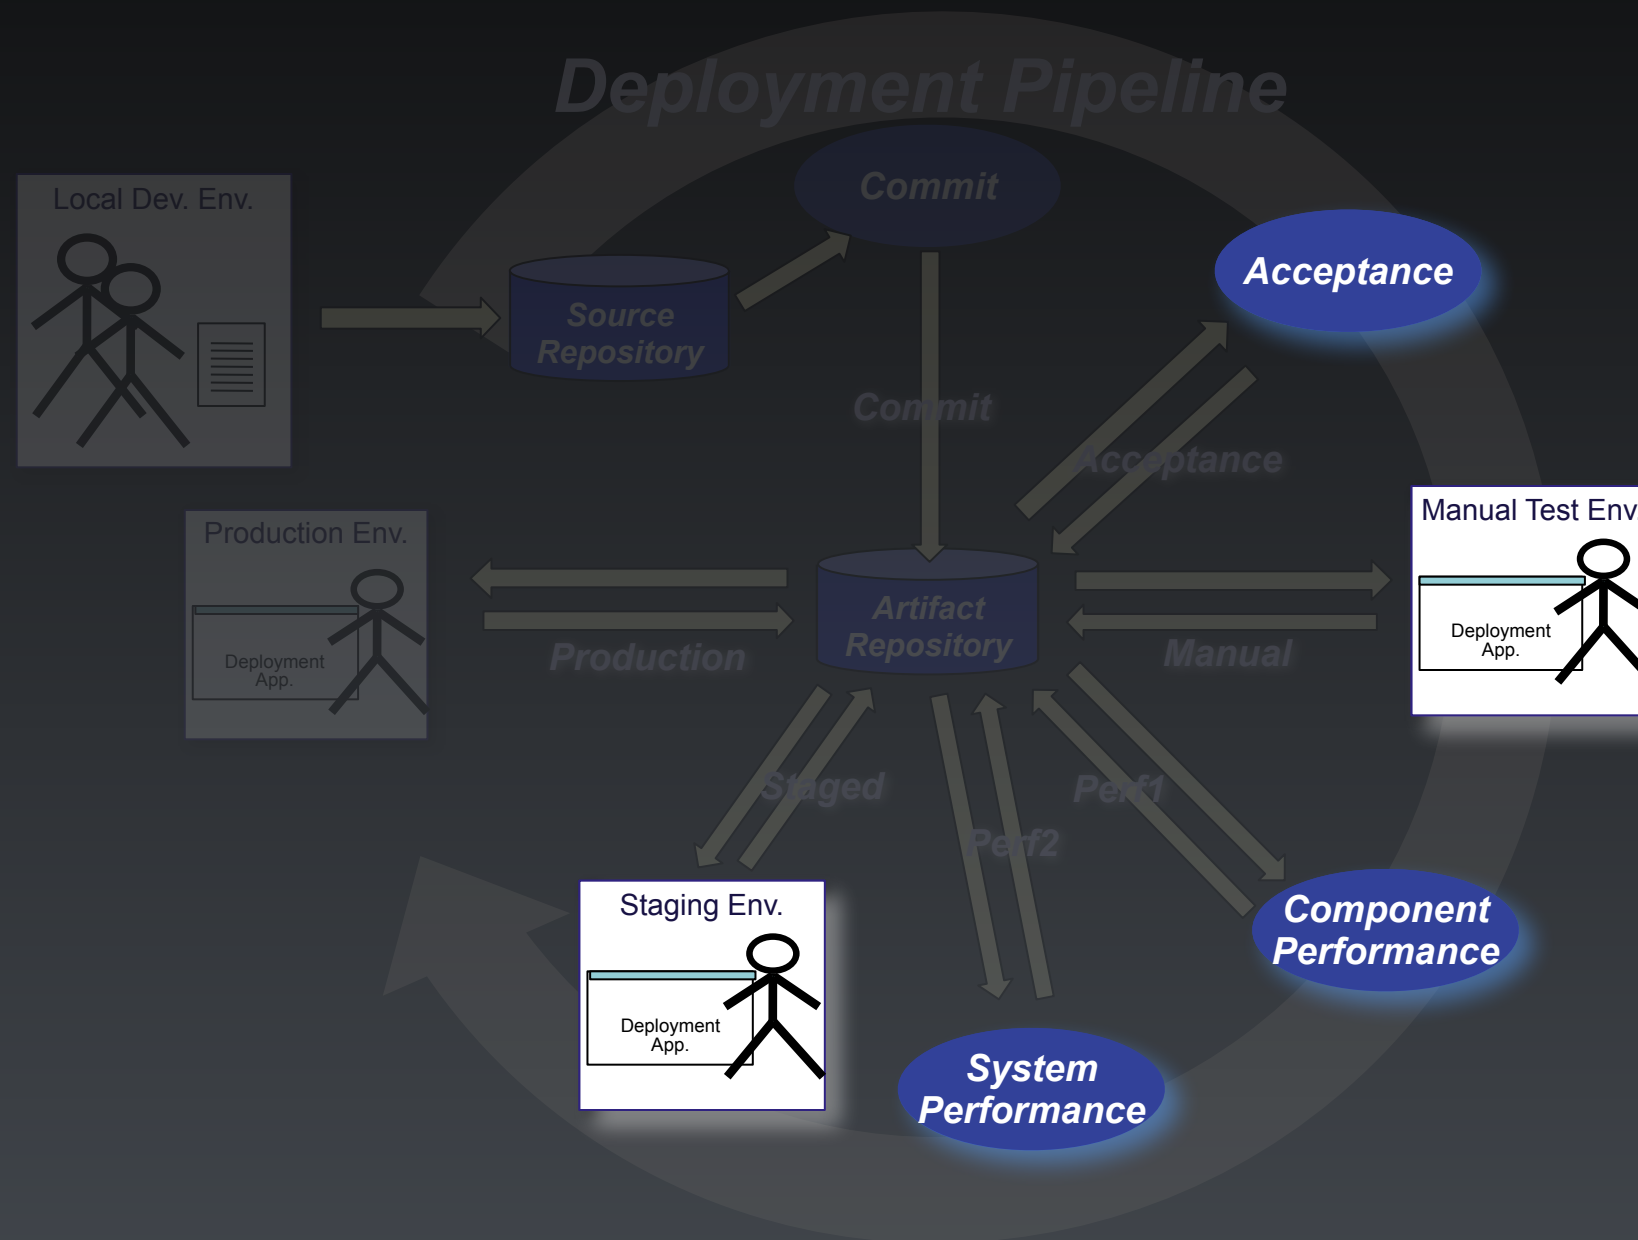 Deployment Pipeline
Local Dev. Env.
Commit
Source
Repository
Acceptance
Commit
Acceptance
Production Env.
Deployment
App.
Production
Artifact
Repository
Manual
Manual Test Env.
Deployment
App.
Staged
Perf1
Perf2
Staging Env.
Deployment
App.
Component
Performance
System
Performance